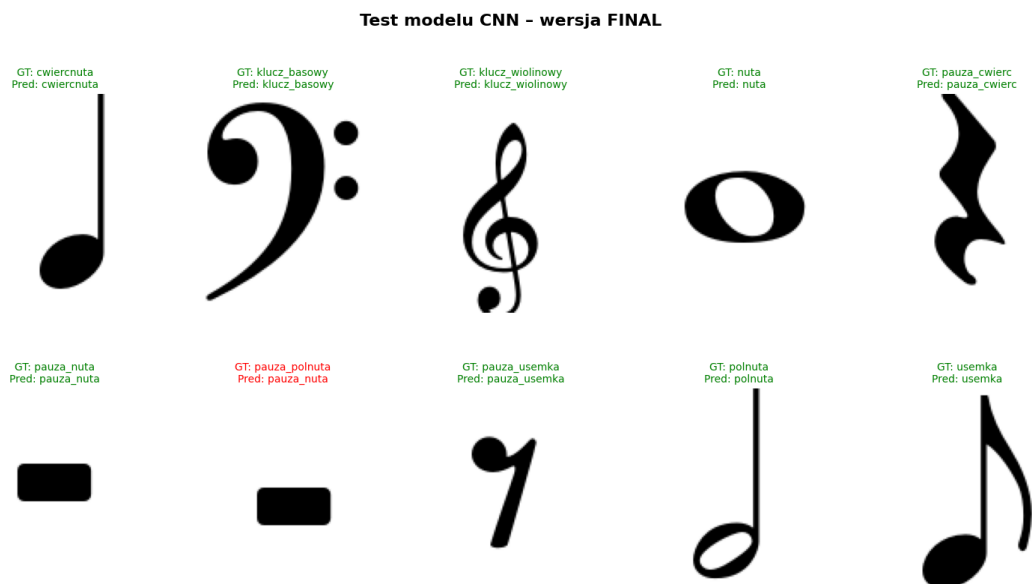 Test modelu CNN – wersja FINAL
GT: cwiercnuta
Pred: cwiercnuta
GT: klucz_basowy
Pred: klucz_basowy
GT: klucz_wiolinowy
Pred: klucz_wiolinowy
GT: nuta
Pred: nuta
GT: pauza_cwierc
Pred: pauza_cwierc
GT: pauza_nuta
Pred: pauza_nuta
GT: pauza_polnuta
Pred: pauza_nuta
GT: pauza_usemka
Pred: pauza_usemka
GT: polnuta
Pred: polnuta
GT: usemka
Pred: usemka